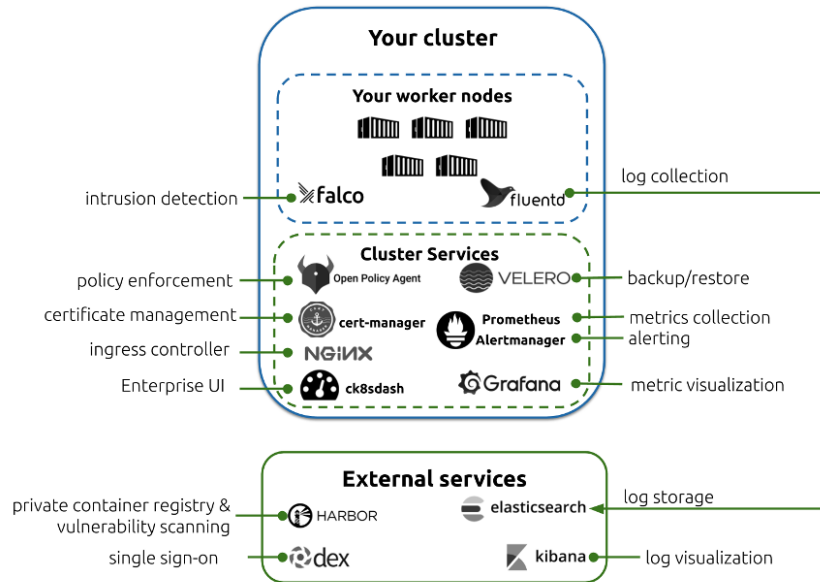 Your cluster
Your worker nodes
log collection
intrusion detection
falco
fluentd
Cluster Services
policy enforcement
Open Policy Agent
VELERO
backup/restore
certificate management
cert-manager
Prometheus
metrics collection
Alertmanager
alerting
ingress controller
NGINX
Enterprise UI
ck8sdash
Grafana
metric visualization
External services
private container registry &
vulnerability scanning
HARBOR
elasticsearch
log storage
single sign-on
dex
kibana
log visualization